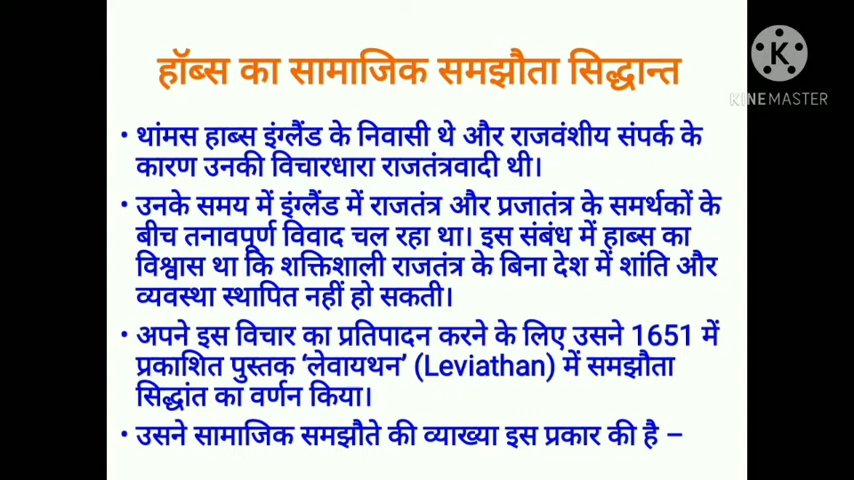 हॉब्स का सामाजिक समझौता सिद्धान्त
K
KINEMASTER
• थांमस हाब्स इंग्लैंड के निवासी थे और राजवंशीय संपर्क के
कारण उनकी विचारधारा राजतंत्रवादी थी।
• उनके समय में इंग्लैंड में राजतंत्र और प्रजातंत्र के समर्थकों के
बीच तनावपूर्ण विवाद चल रहा था। इस संबंध में हाब्स का
विश्वास था कि शक्तिशाली राजतंत्र के बिना देश में शांति और
व्यवस्था स्थापित नहीं हो सकती।
• अपने इस विचार का प्रतिपादन करने के लिए उसने 1651 में
प्रकाशित पुस्तक ‘लेवायथन’ (Leviathan) में समझौता
सिद्धांत का वर्णन किया।
• उसने सामाजिक समझौते की व्याख्या इस प्रकार की है –